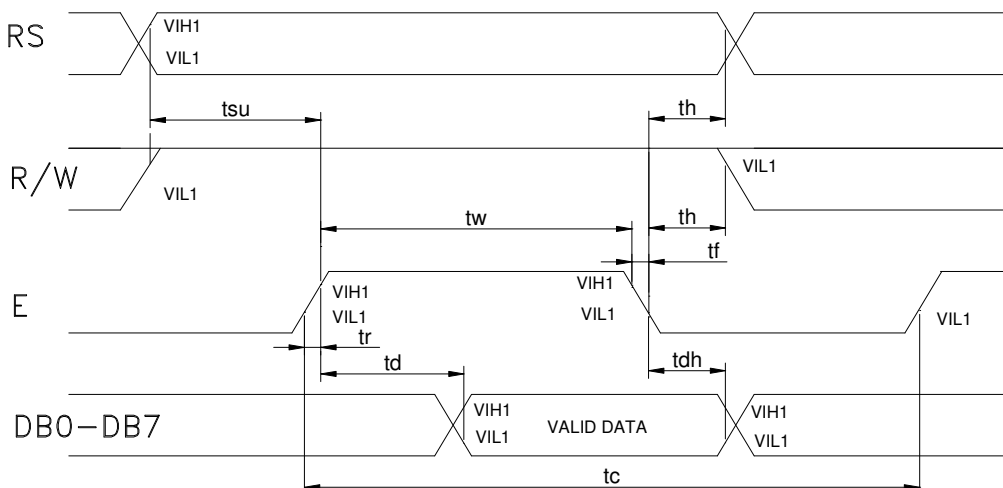 RS
VIH1
VIL1
tsu
th
R/W
VIL1
VIL1
tw
th
tf
E
VIH1
VIL1
VIH1
VIL1
VIL1
tr
td
tdh
DB0-DB7
VIH1
VIL1
VALID DATA
VIH1
VIL1
tc